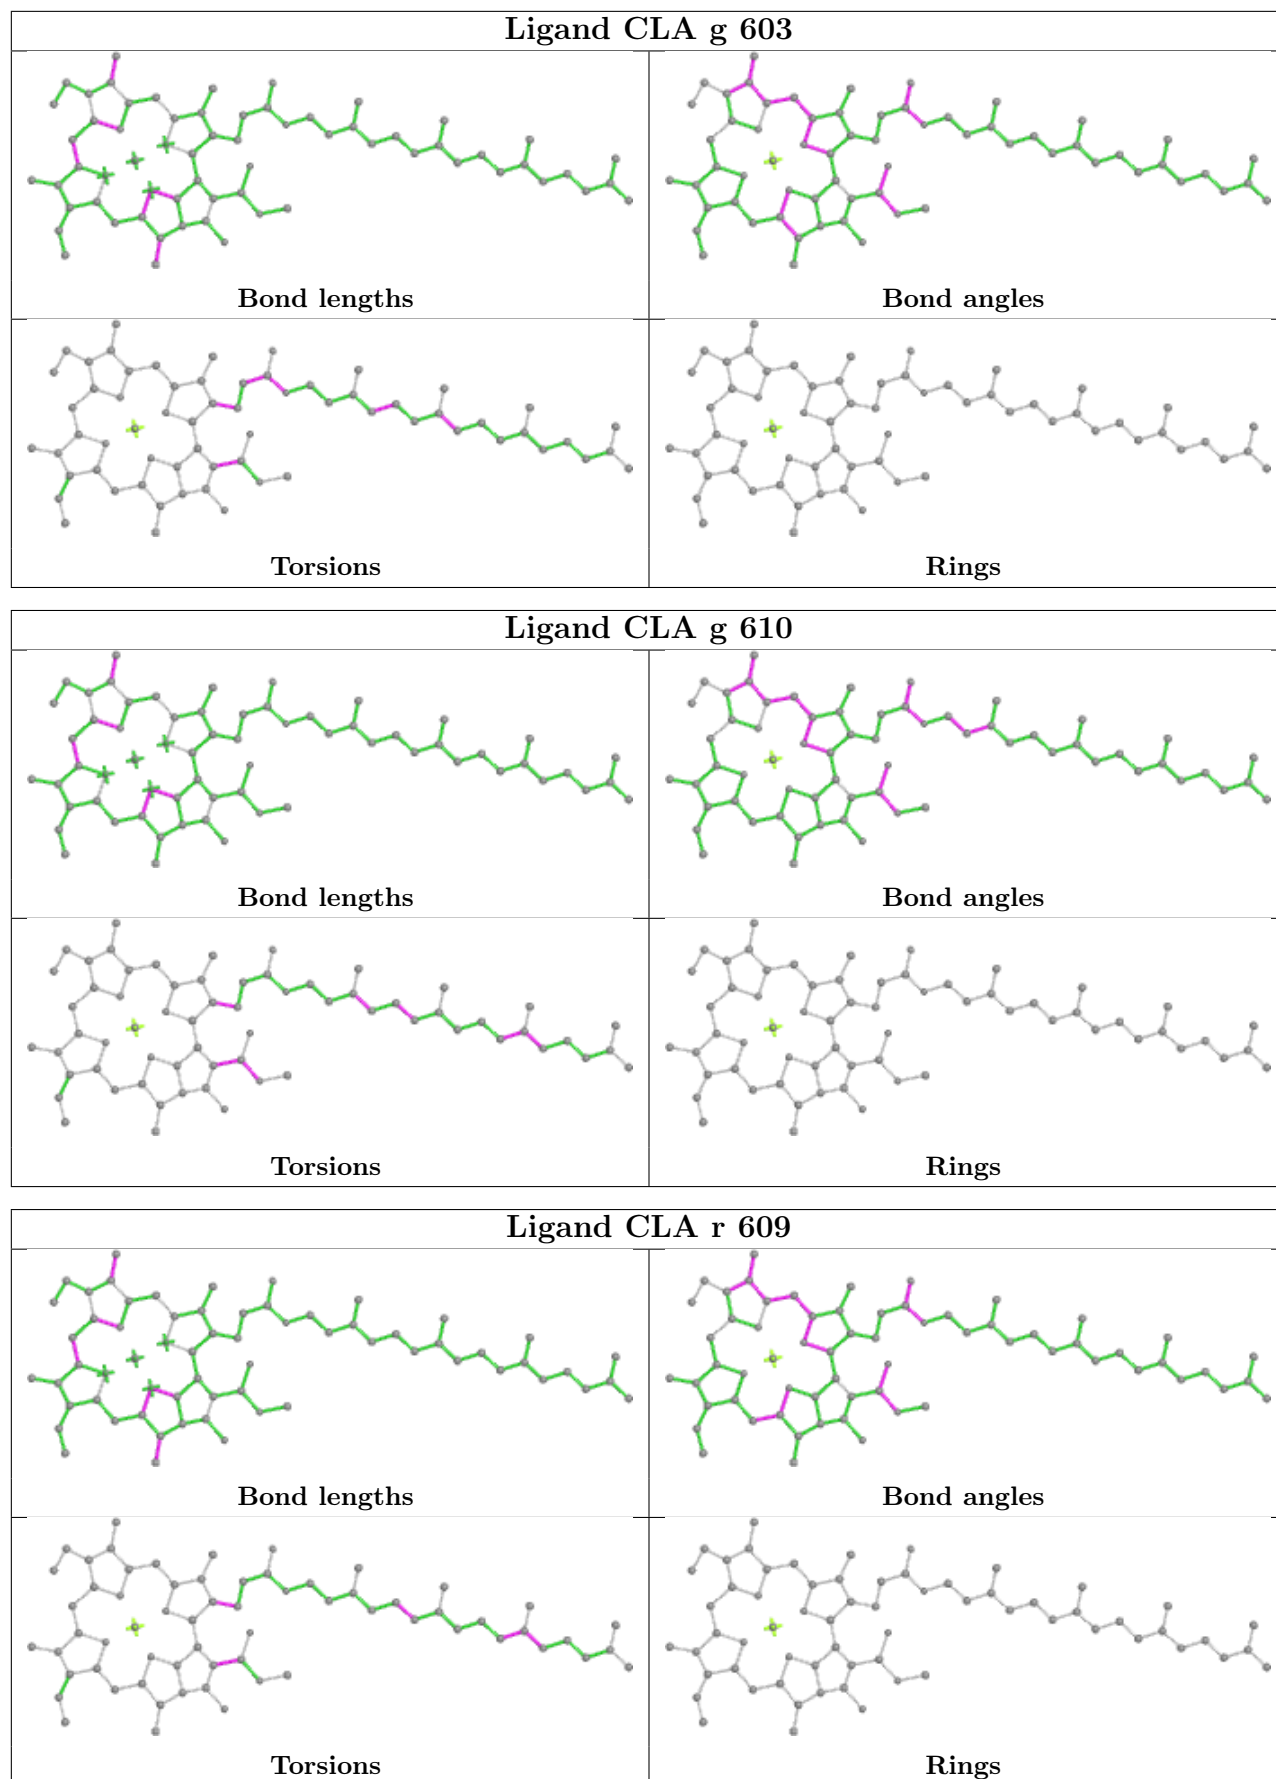 Ligand CLA g 603
Bond lengths
Bond angles
Torsions
Rings
Ligand CLA g 610
Bond lengths
Bond angles
Torsions
Rings
Ligand CLA r 609
Bond lengths
Bond angles
Torsions
Rings